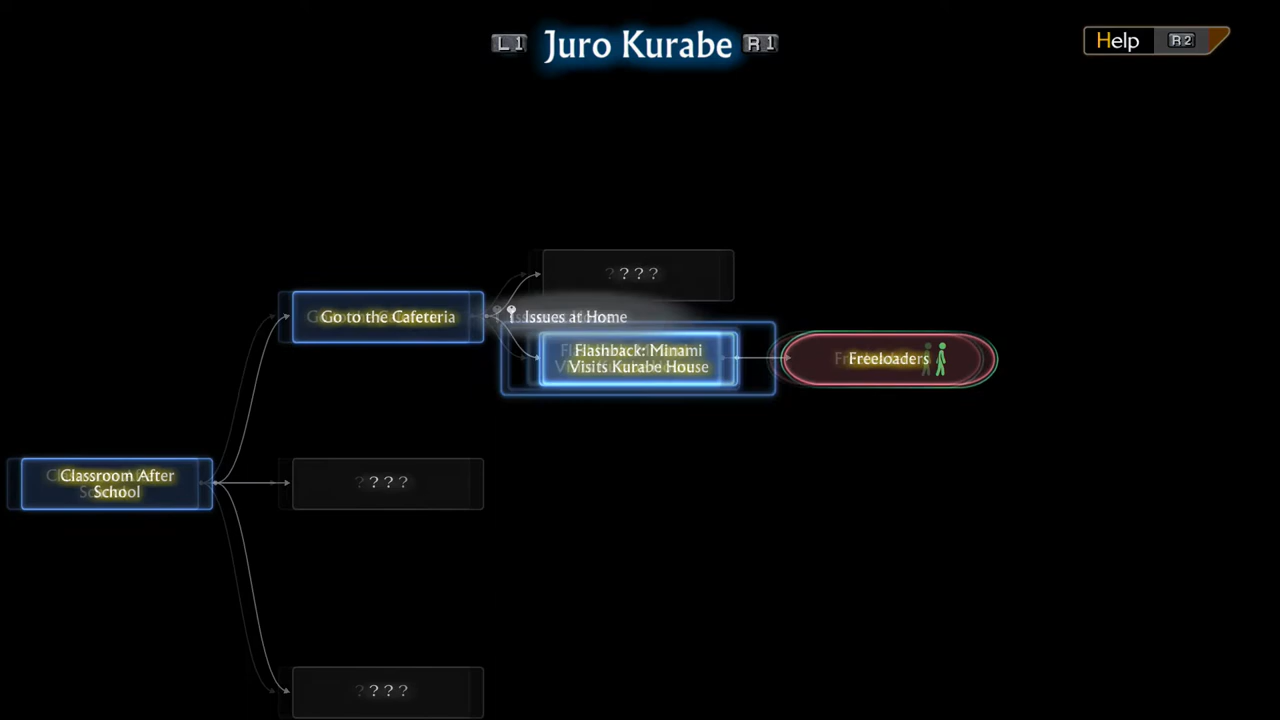 L1 Juro Kurabe R1
Help R2
????
Go to the Cafeteria
Issues at Home
Flashback: Minami
Visits Kurabe House
Freeloaders
Classroom After
School
????
????